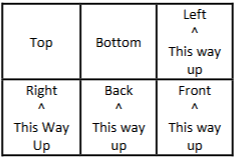 Top
Bottom
Left
^
This way
up
Right
^
This Way
Up
Back
^
This way
up
Front
^
This way
up